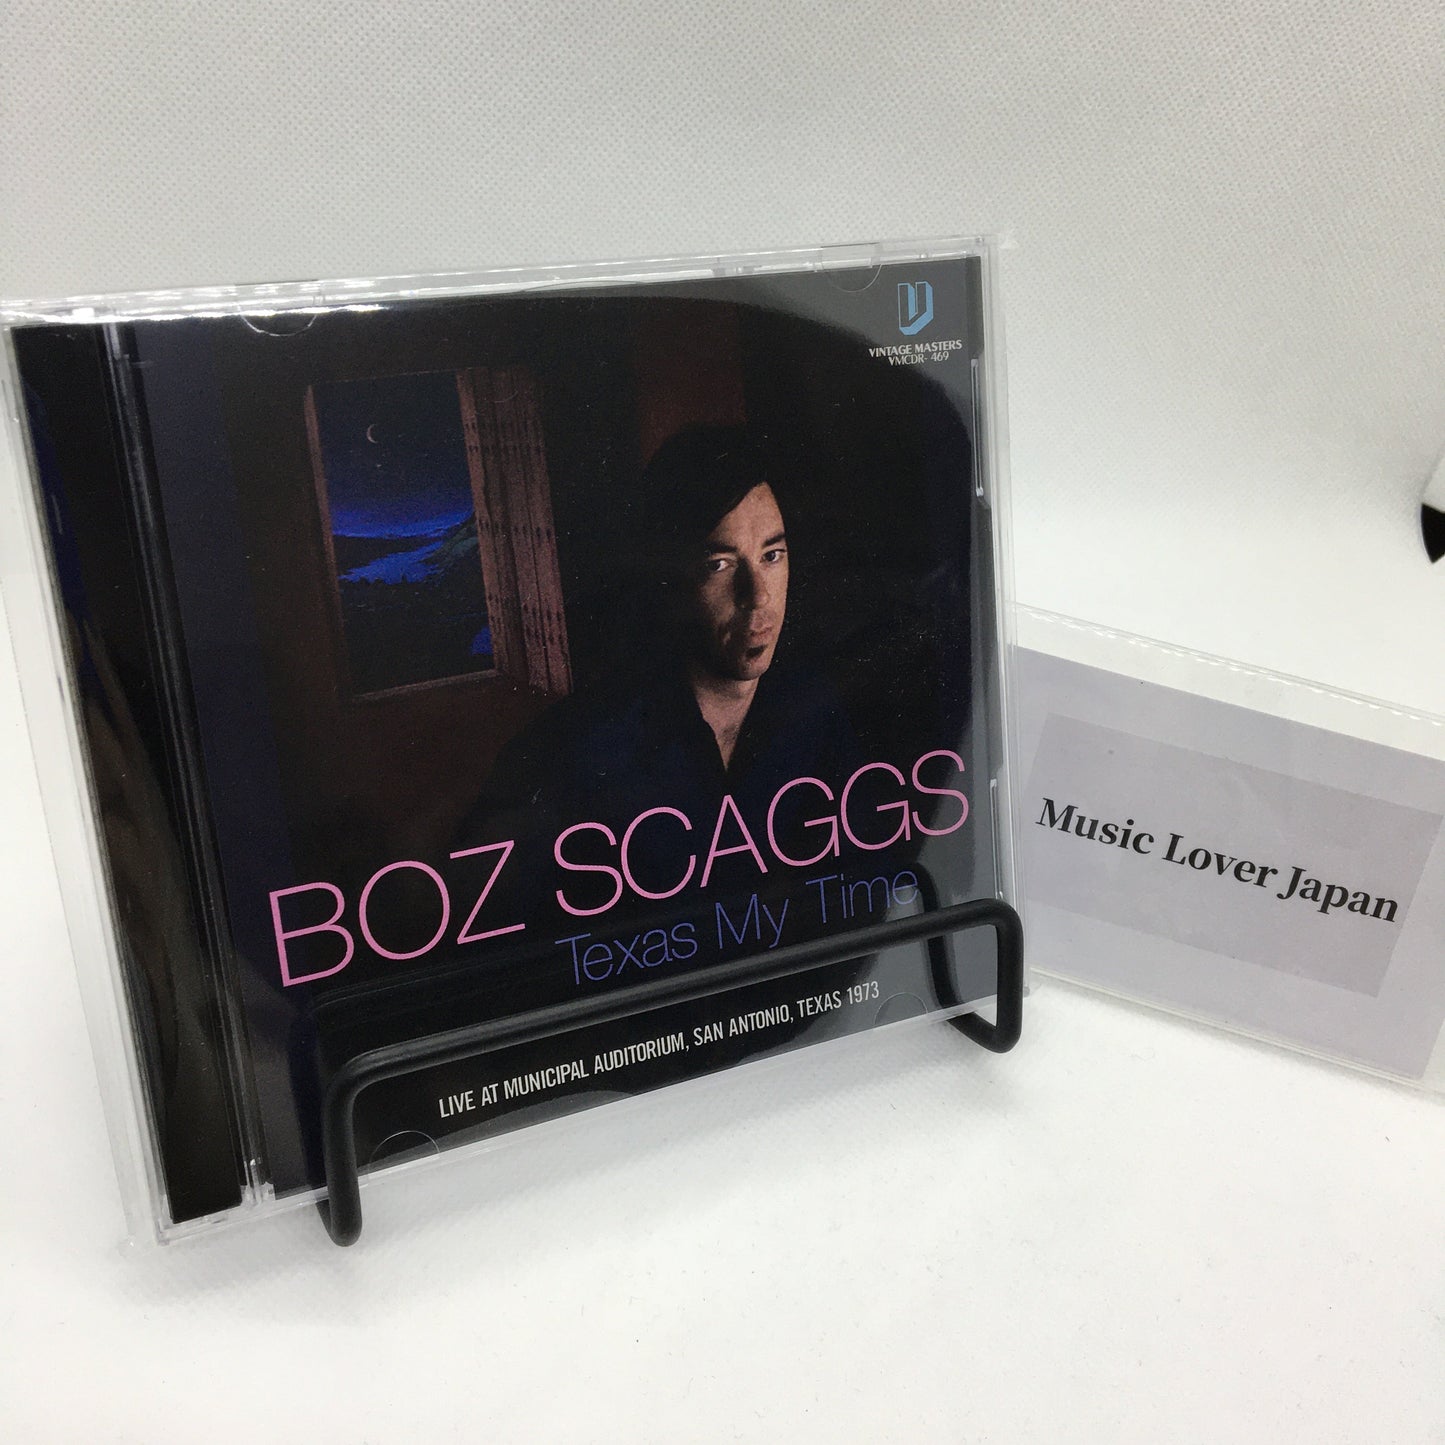 V
VINTAGE MASTERS
VMCDR- 469
BOZ SCAGGS
Texas My Time
LIVE AT MUNICIPAL AUDITORIUM, SAN ANTONIO, TEXAS 1973
Music Lover Japan